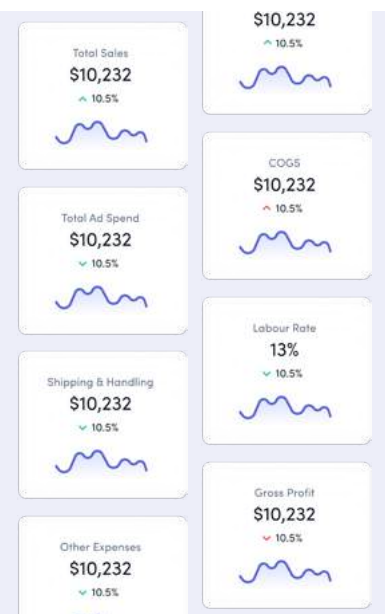 Total Sales
$10,232
10.5%
Total Ad Spend
$10,232
10.5%
Shipping & Handling
$10,232
10.5%
Other Expenses
$10,232
10.5%
$10,232
10.5%
COGS
$10,232
10.5%
Labour Rate
13%
10.5%
Gross Profit
$10,232
10.5%